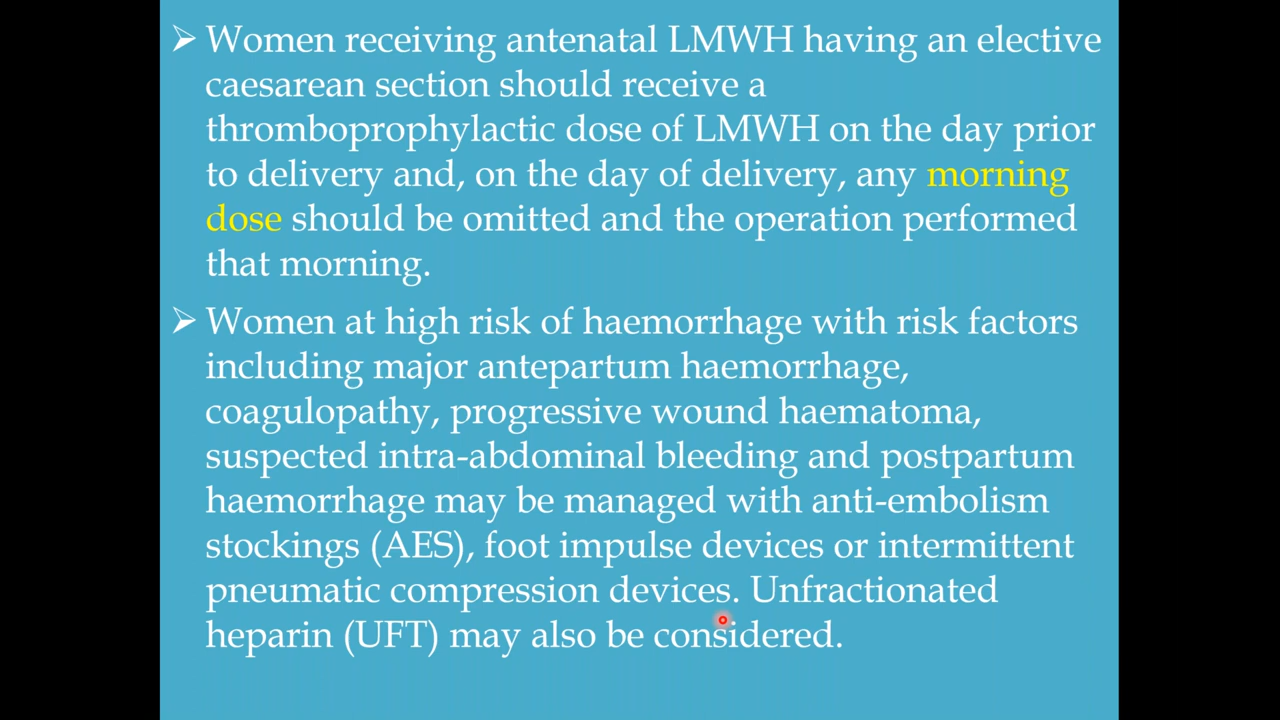 ➢ Women receiving antenatal LMWH having an elective
caesarean section should receive a
thromboprophylactic dose of LMWH on the day prior
to delivery and, on the day of delivery, any morning
dose should be omitted and the operation performed
that morning.
➢ Women at high risk of haemorrhage with risk factors
including major antepartum haemorrhage,
coagulopathy, progressive wound haematoma,
suspected intra-abdominal bleeding and postpartum
haemorrhage may be managed with anti-embolism
stockings (AES), foot impulse devices or intermittent
pneumatic compression devices. Unfractionated
heparin (UFT) may also be considered.